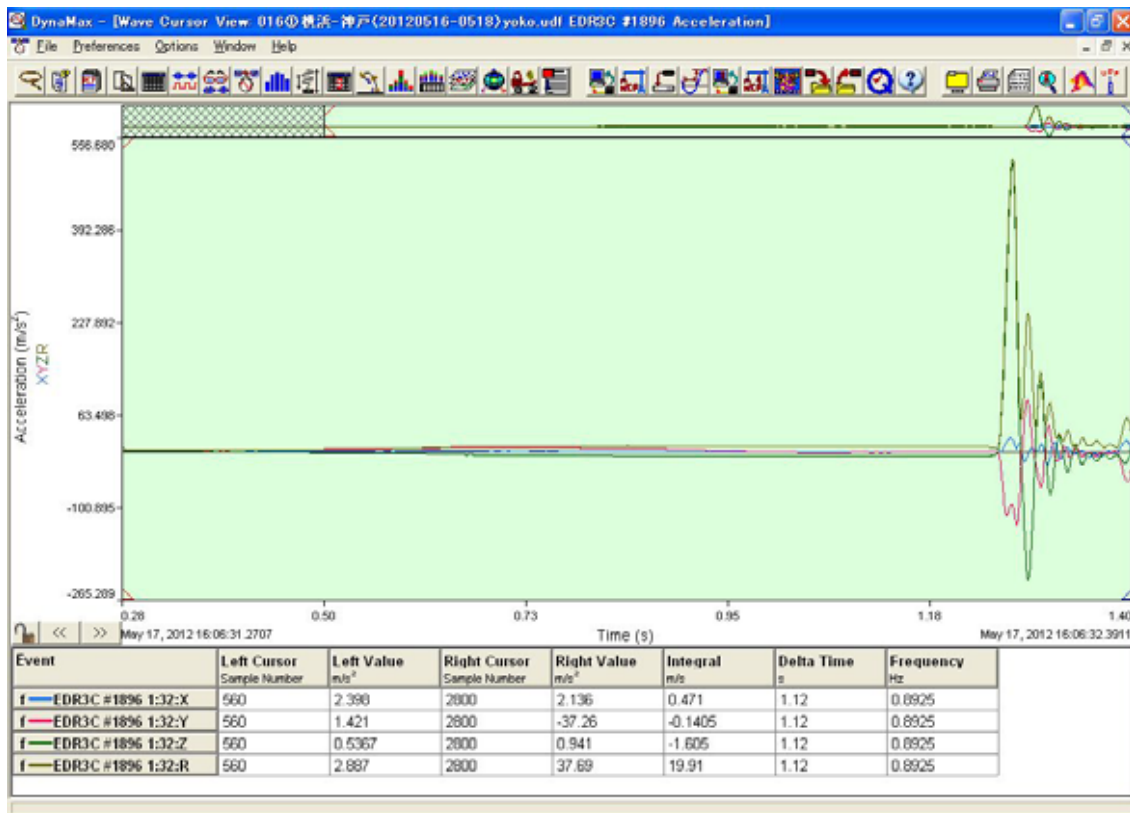 DynaMax - [Wave Cursor View 016①横浜-神戸(20120516-0518)yoko.udf EDR3C #1896 Acceleration]
File Preferences Options Window Help
556.680
392.286
227.892
63.498
-100.895
-265.289
Acceleration (m/s²)
XYZR
0.28 0.50 0.73 0.95 1.18 1.40
<< >> May 17, 2012 16:06:31.2707 Time (s) May 17, 2012 16:06:32.3911
Event Left Cursor Left Value Right Cursor Right Value Integral Delta Time Frequency
Sample Number m/s² Sample Number m/s² m/s s Hz
f EDR3C #1896 1:32:X 560 2.398 2800 2.136 0.471 1.12 0.8925
f EDR3C #1896 1:32:Y 560 1.421 2800 -37.26 -0.1405 1.12 0.8925
f EDR3C #1896 1:32:Z 560 0.5367 2800 0.941 -1.605 1.12 0.8925
f EDR3C #1896 1:32:R 560 2.887 2800 37.69 19.91 1.12 0.8925